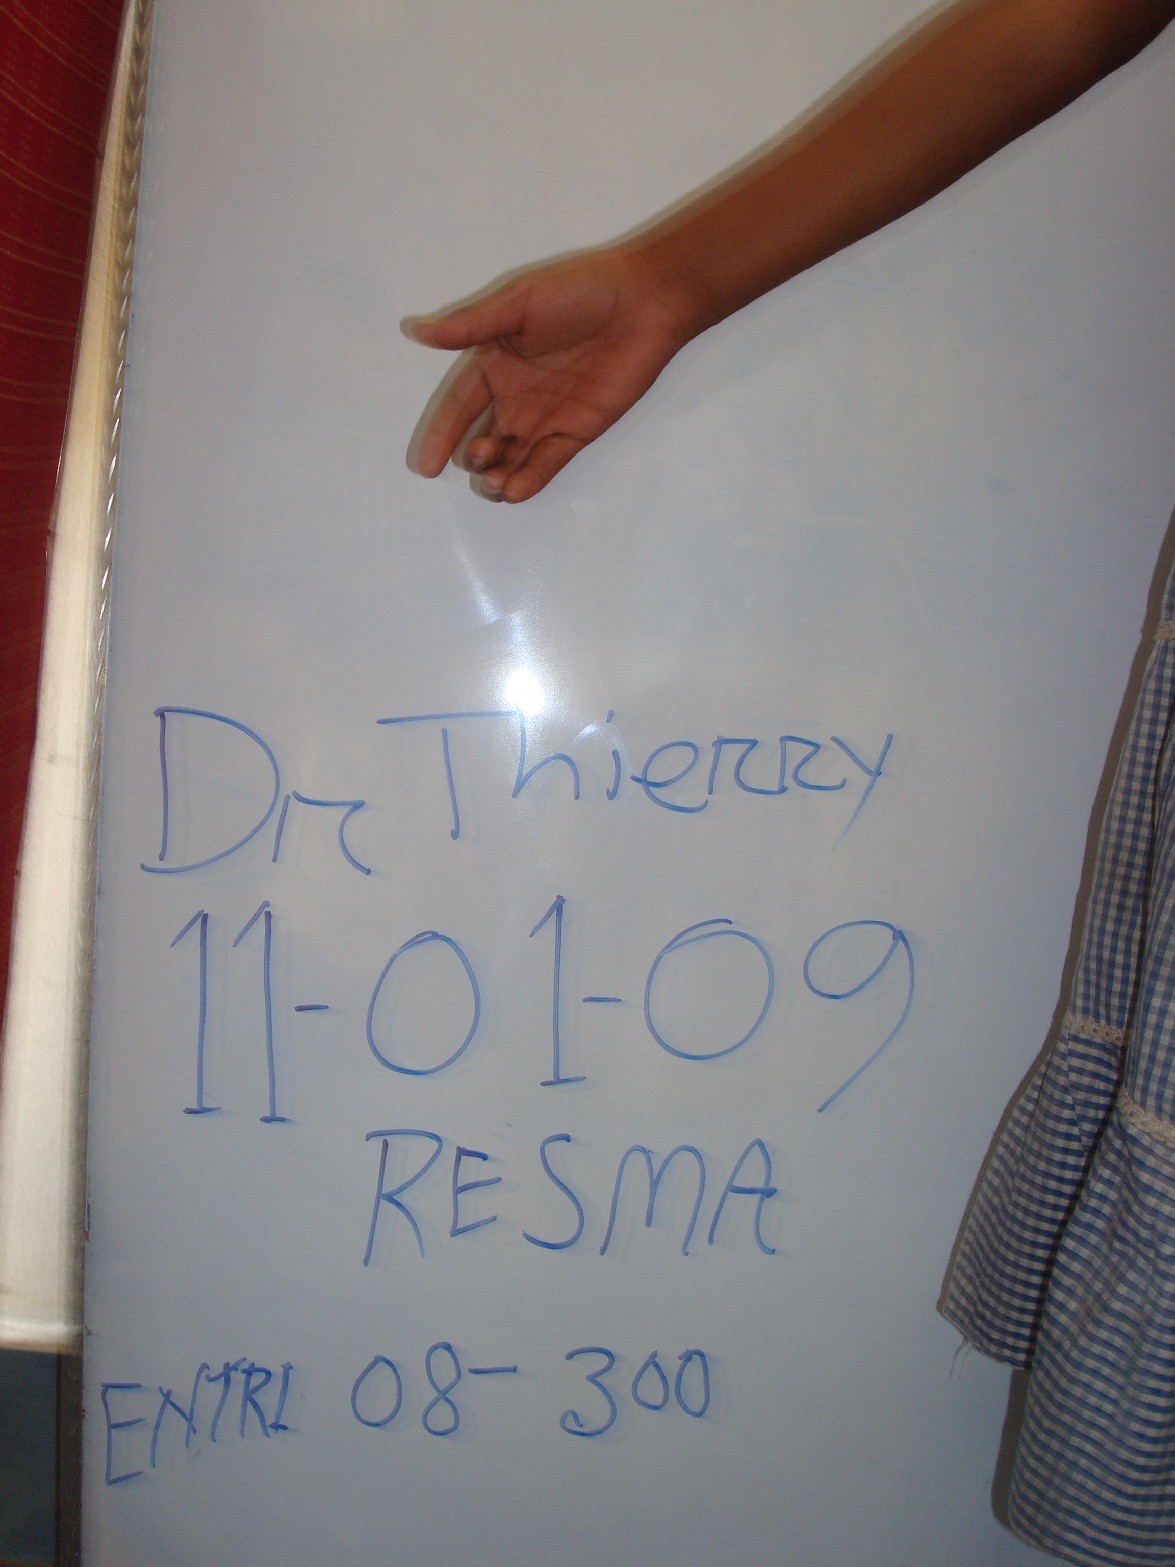 Dr Thierry
11-01-09
RESMA
ENTRI 08-300